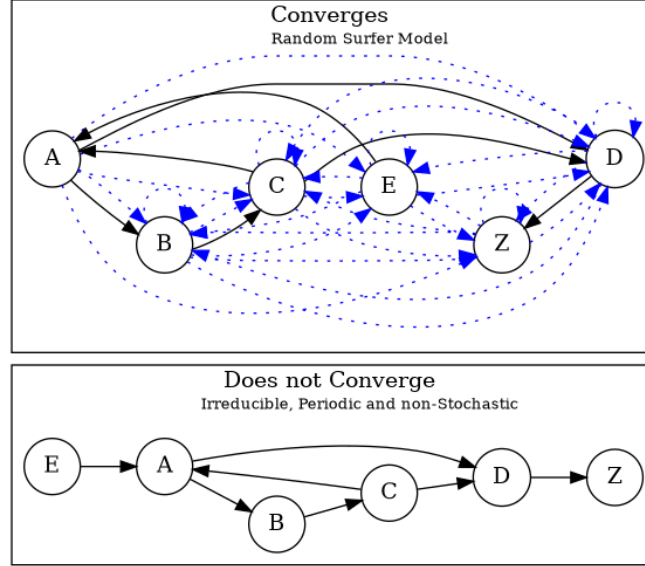 Converges
Random Surfer Model
A
D
C
E
B
Z
Does not Converge
Irreducible, Periodic and non-Stochastic
E
A
D
Z
C
B